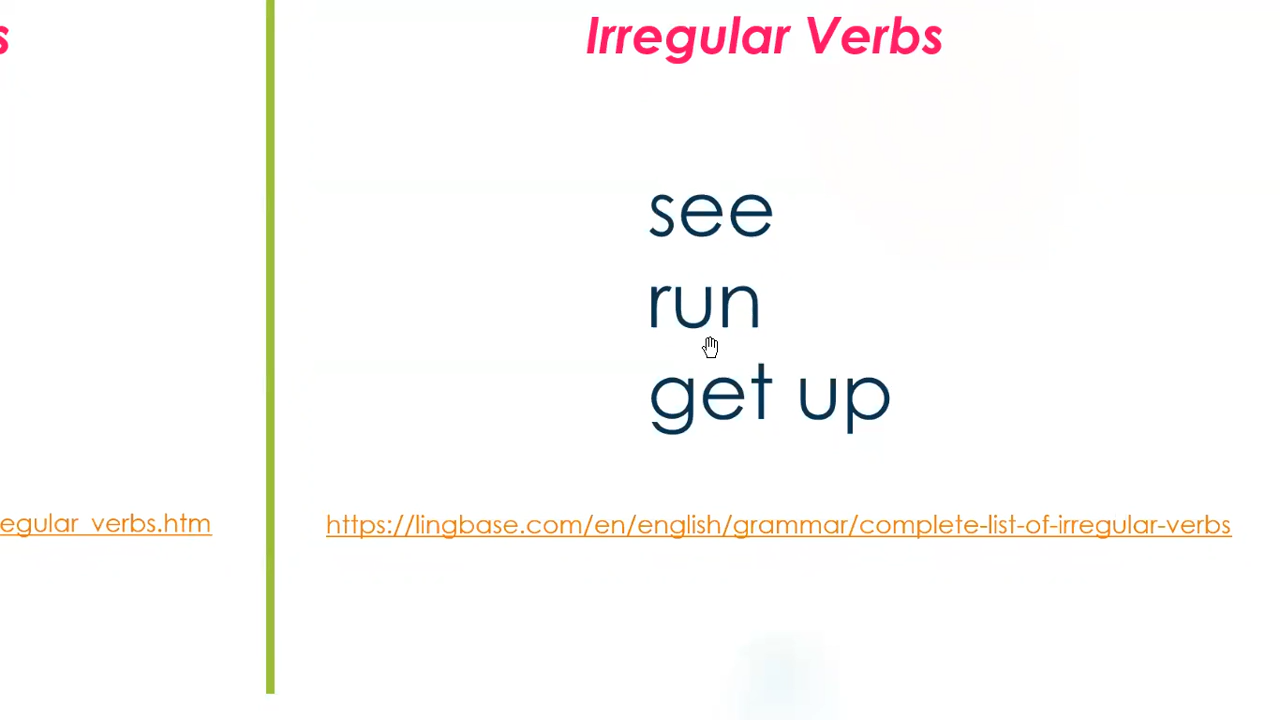 s
Irregular Verbs
see
run
get up
egular_verbs.htm
https://lingbase.com/en/english/grammar/complete-list-of-irregular-verbs